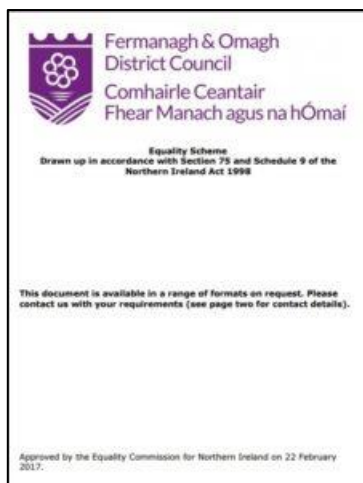 Fermanagh & Omagh
District Council
Comhairle Ceantair
Fhear Manach agus na hÓmaí
Equality Scheme
Drawn up in accordance with Section 75 and Schedule 9 of the
Northern Ireland Act 1998
This document is available in a range of formats on request. Please
contact us with your requirements (see page two for contact details).
Approved by the Equality Commission for Northern Ireland on 22 February
2017.